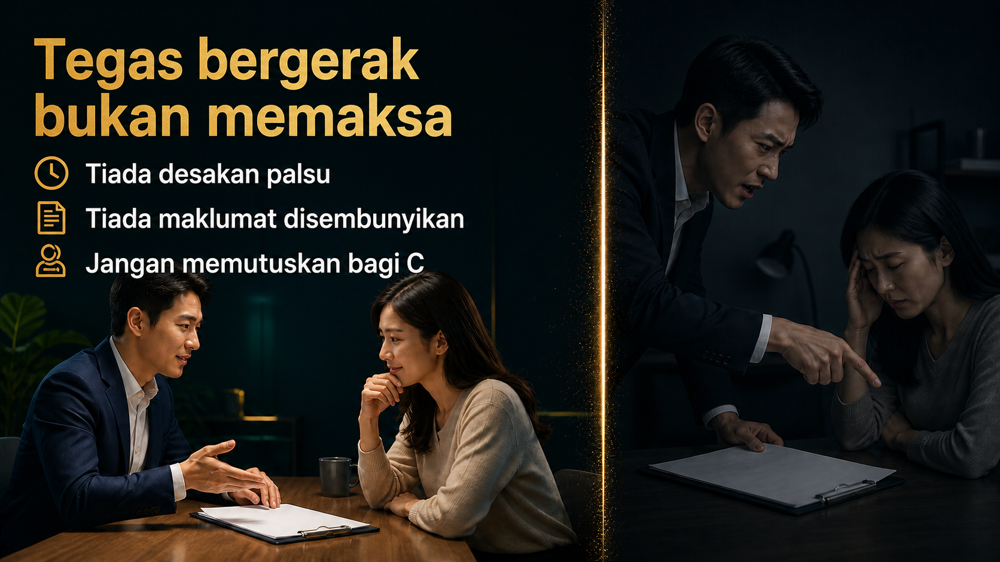 Tegas bergerak
bukan memaksa
Tiada desakan palsu
Tiada maklumat disembunyikan
Jangan memutuskan bagi C